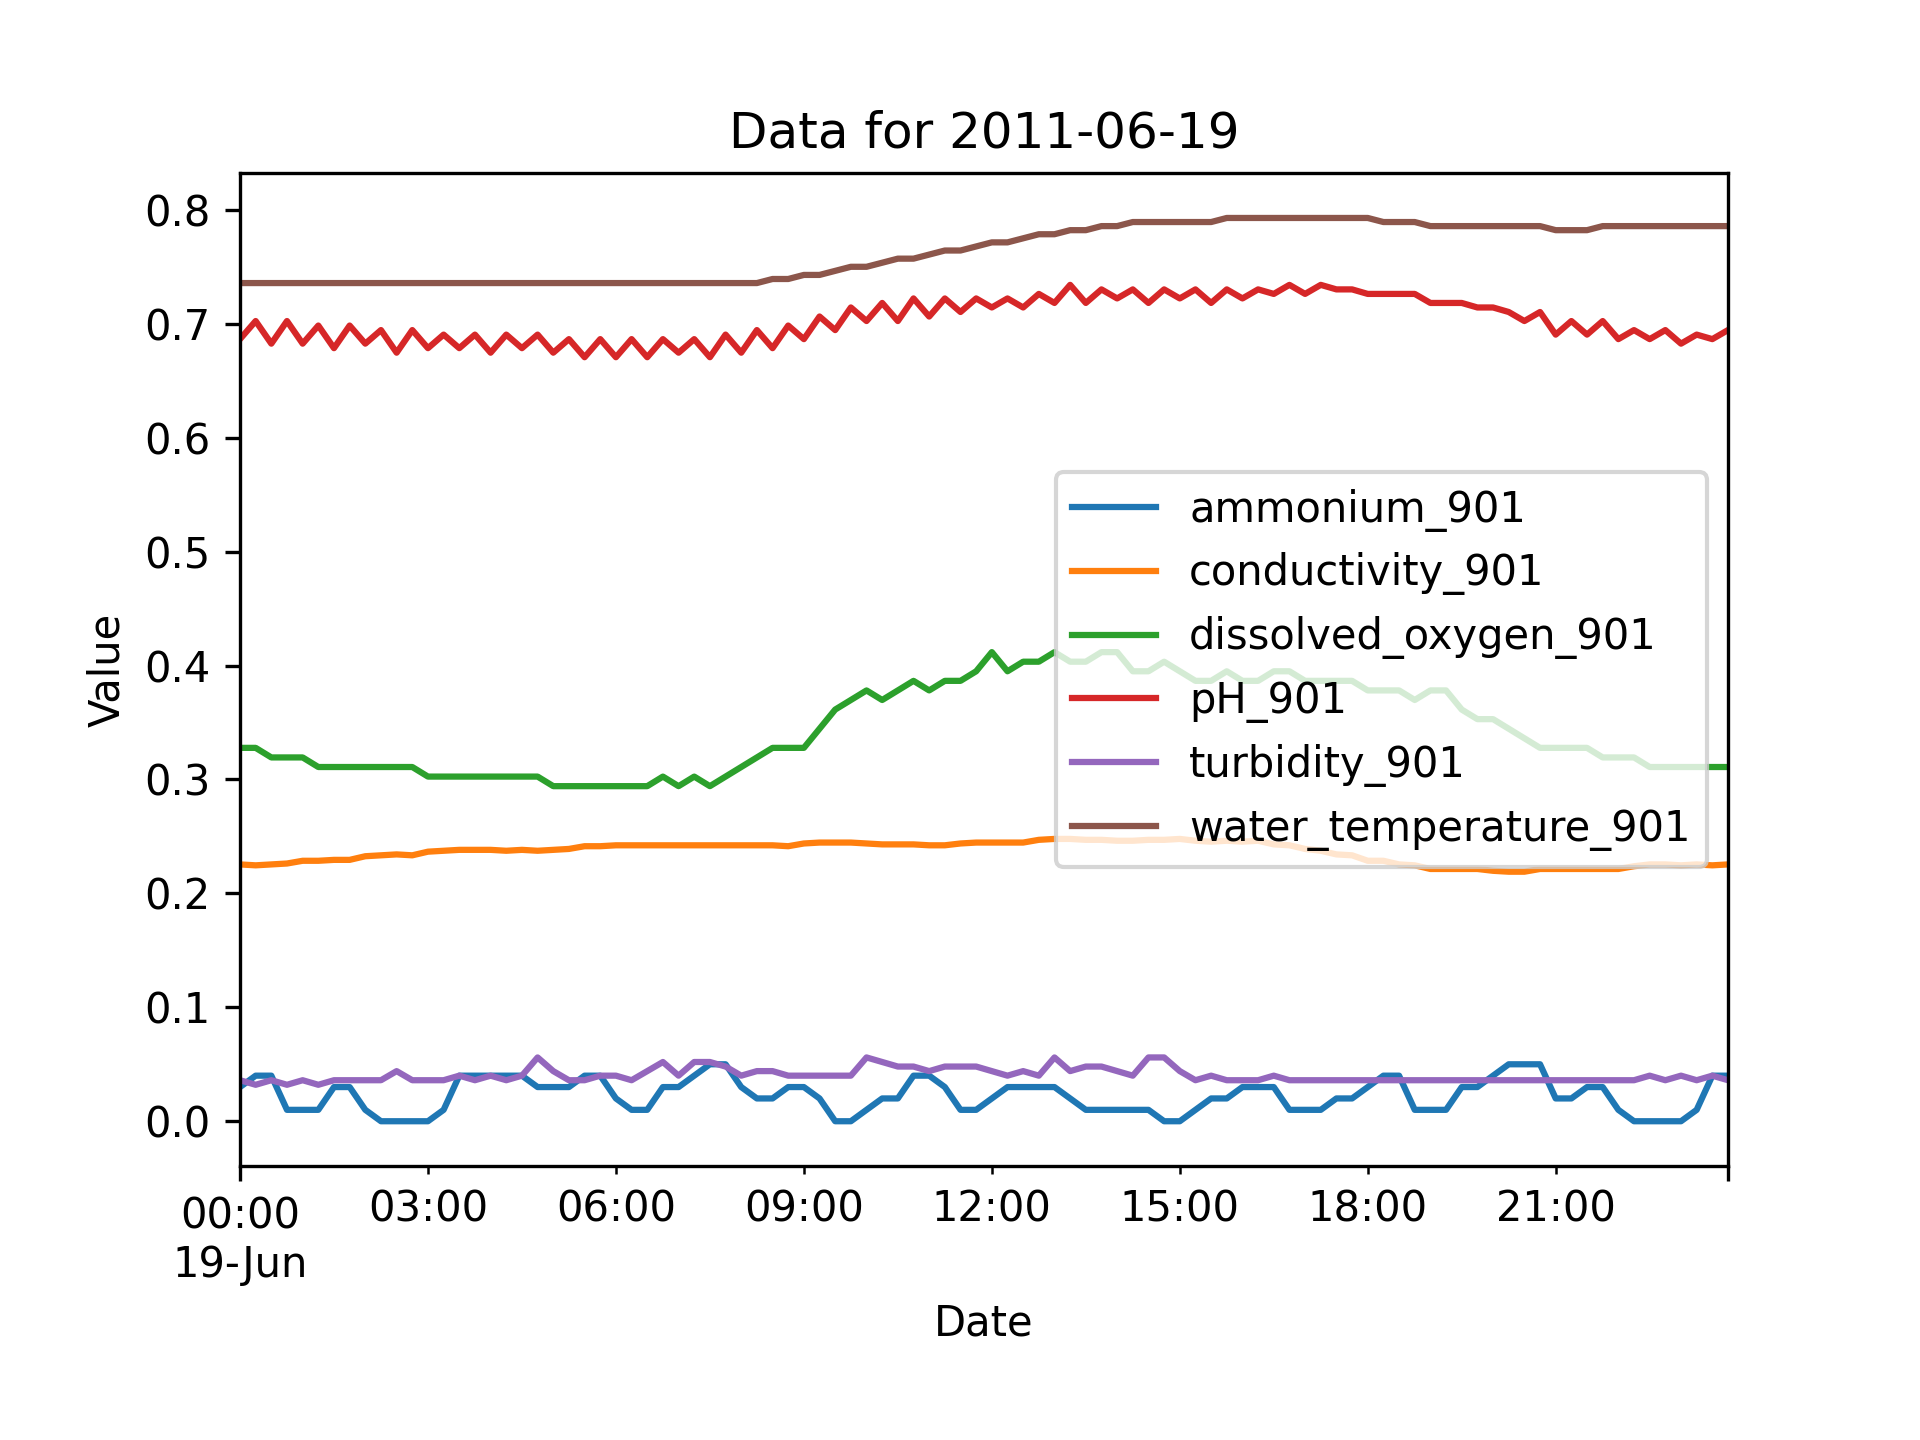 Data for 2011-06-19
0.8
0.7
0.6
0.5
0.4
0.3
0.2
0.1
0.0
Value
ammonium_901
conductivity_901
dissolved_oxygen_901
pH_901
turbidity_901
water_temperature_901
00:00 03:00 06:00 09:00 12:00 15:00 18:00 21:00
19-Jun
Date